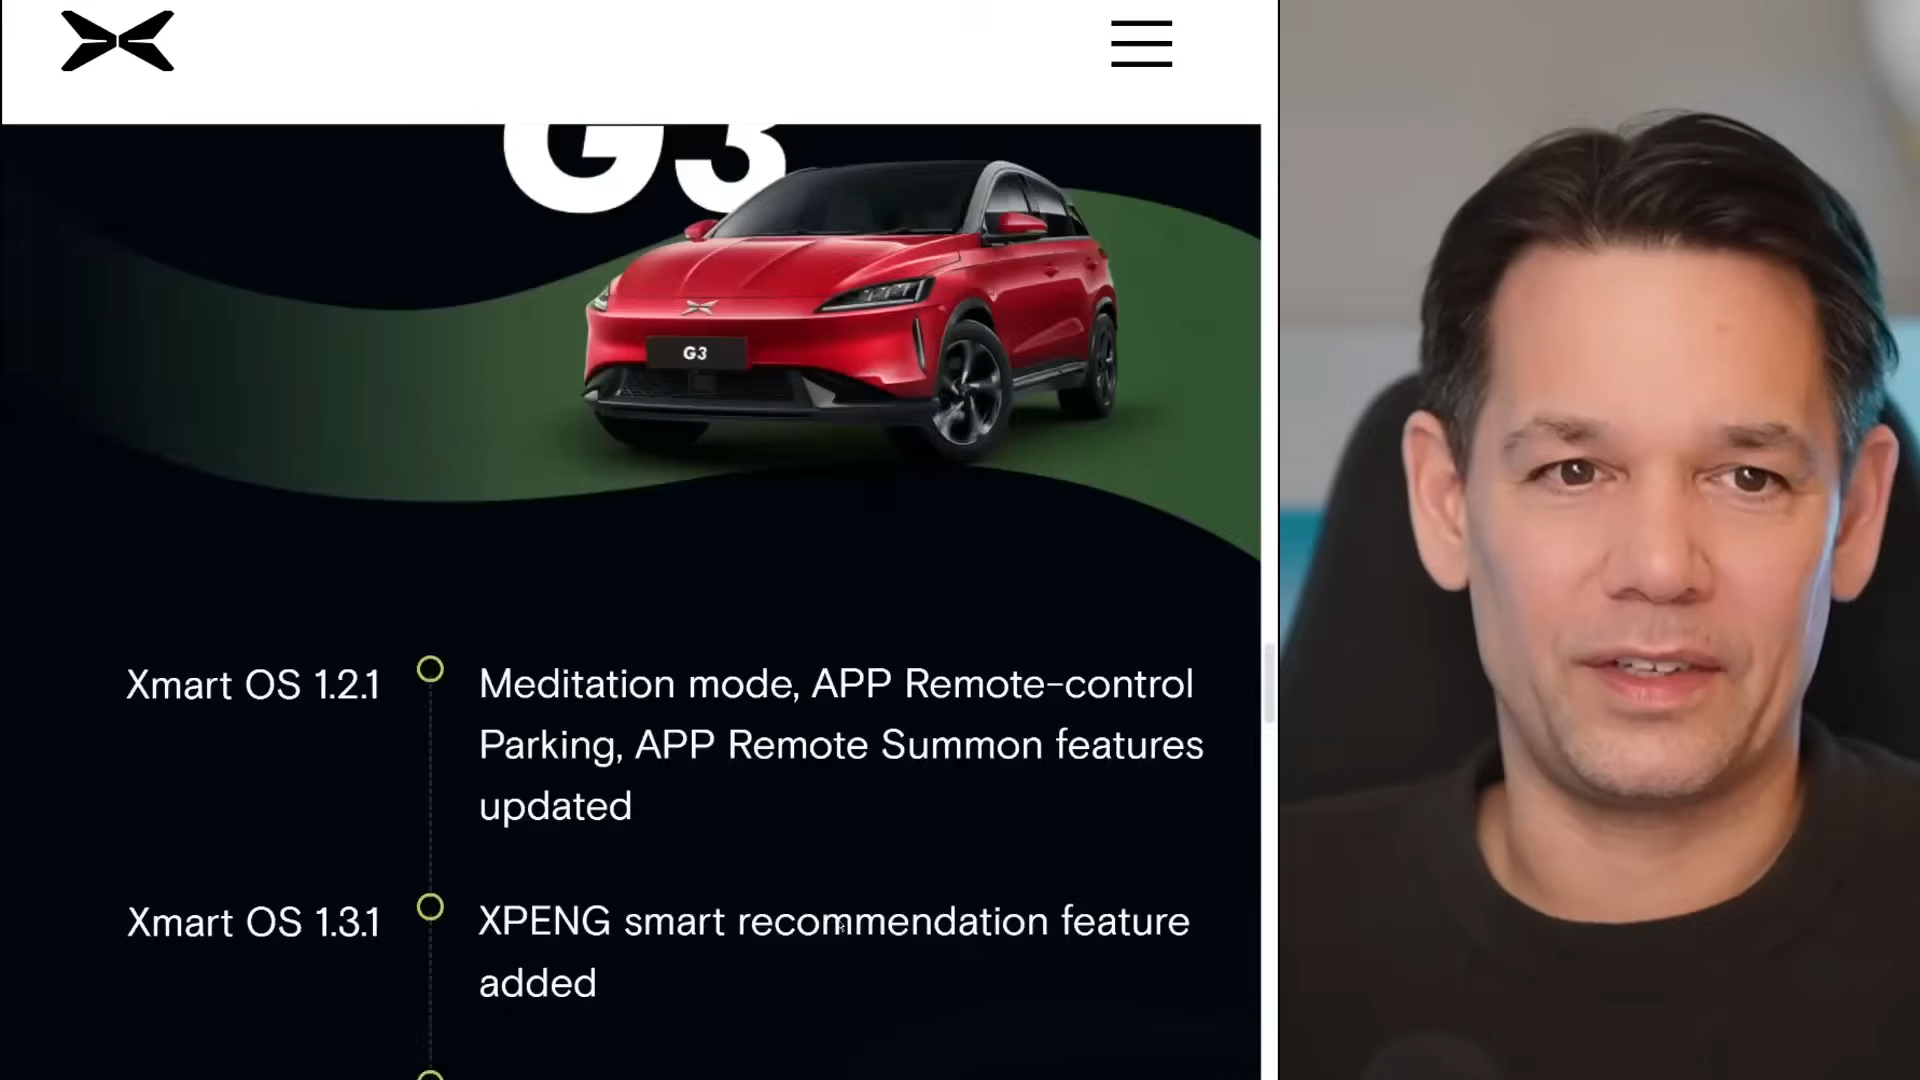 G3
G3
Xmart OS 1.2.1
Meditation mode, APP Remote-control
Parking, APP Remote Summon features
updated
Xmart OS 1.3.1
XPENG smart recommendation feature
added